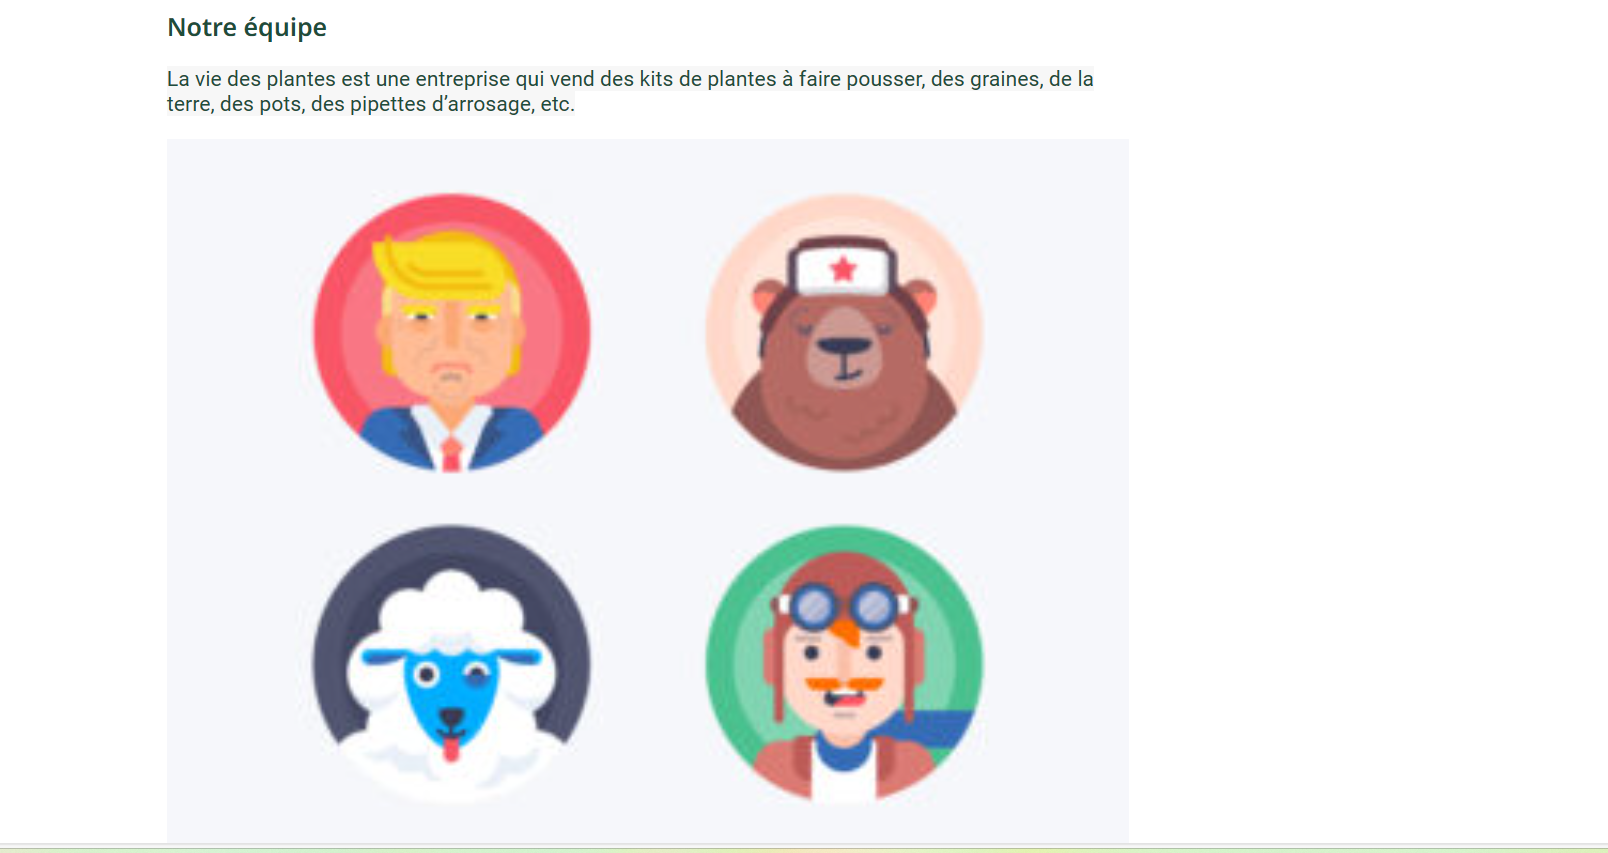 Notre équipe
La vie des plantes est une entreprise qui vend des kits de plantes à faire pousser, des graines, de la
terre, des pots, des pipettes d’arrosage, etc.